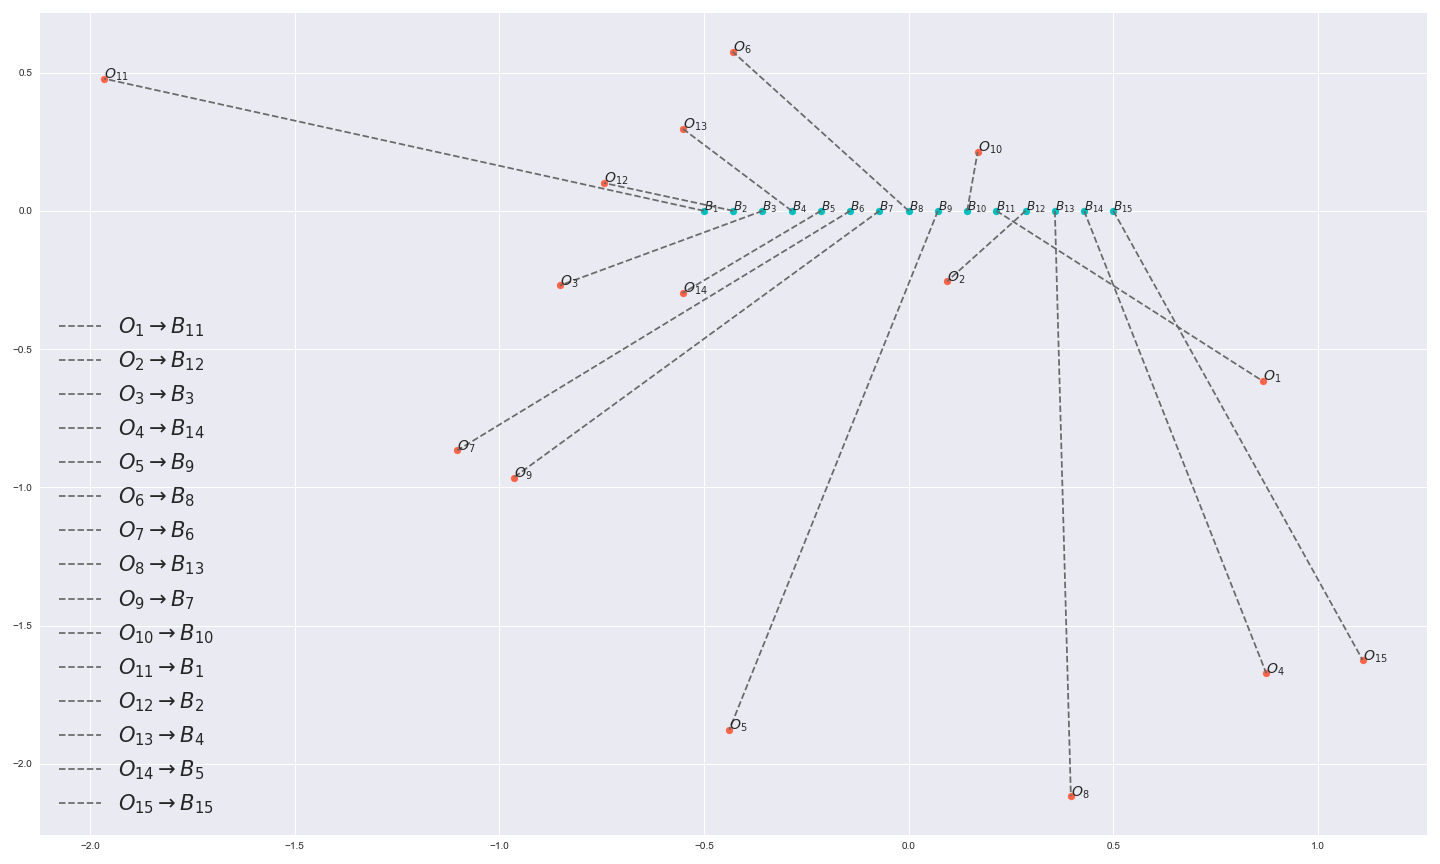 O₆
O₁₁
0.5
O₁₃
O₁₀
O₁₂
0.0
B₁ B₂ B₃ B₄ B₅ B₆ B₇ B₈ B₉ B₁₀ B₁₁ B₁₂ B₁₃ B₁₄ B₁₅
O₃
O₁₄
O₂
O₁ → B₁₁
−0.5
O₂ → B₁₂
O₁
O₃ → B₃
O₄ → B₁₄
O₇
O₅ → B₉
O₉
−1.0
O₆ → B₈
O₇ → B₆
O₈ → B₁₃
O₉ → B₇
−1.5
O₁₀ → B₁₀
O₁₅
O₁₁ → B₁
O₄
O₁₂ → B₂
O₅
O₁₃ → B₄
−2.0
O₁₄ → B₅
O₈
O₁₅ → B₁₅
−2.0 −1.5 −1.0 −0.5 0.0 0.5 1.0